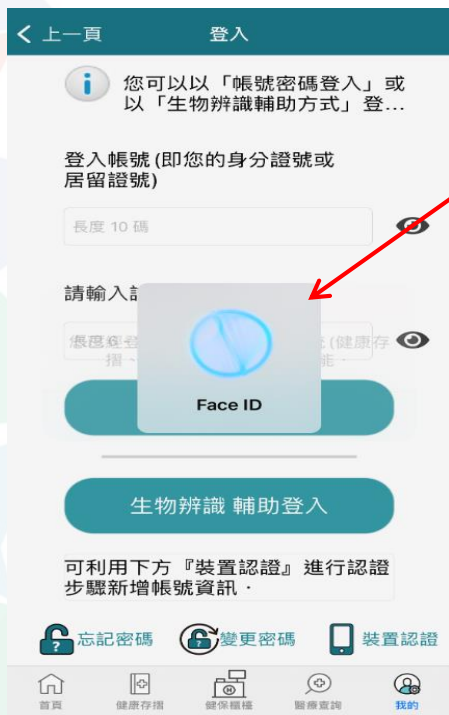 上一頁
登入
您可以以「帳號密碼登入」或
以「生物辨識輔助方式」登...
登入帳號 (即您的身分證號或
居留證號)
長度 10 碼
請輸入
Face ID
生物辨識 輔助登入
可利用下方『裝置認證』進行認證
步驟新增帳號資訊．
忘記密碼
變更密碼
裝置認證
首頁
健康存摺
健保櫃檯
醫療查詢
我的